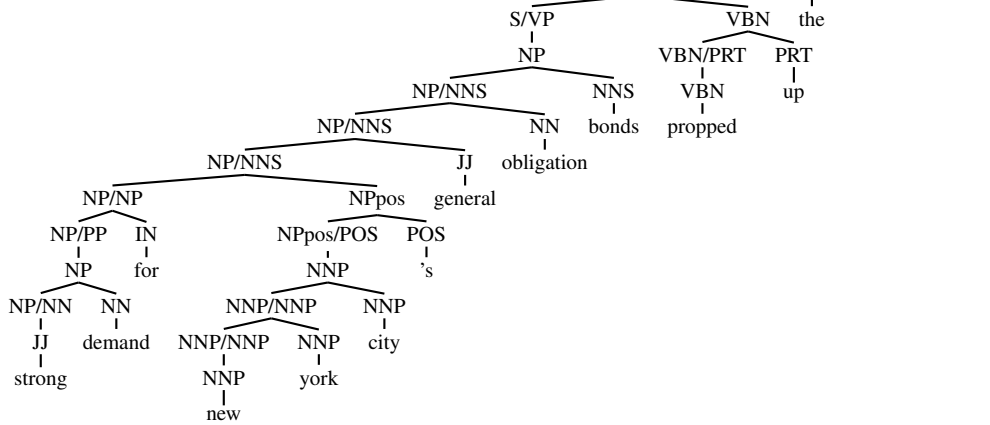 S/VP VBN the
NP VBN/PRT PRT
NP/NNS NNS VBN up
NP/NNS NN bonds propped
NP/NNS JJ obligation
NP/NP NPpos general
NP/PP IN NPpos/POS POS
NP for NNP 's
NP/NN NN NNP/NNP NNP
JJ demand NNP/NNP NNP city
strong NNP york
new